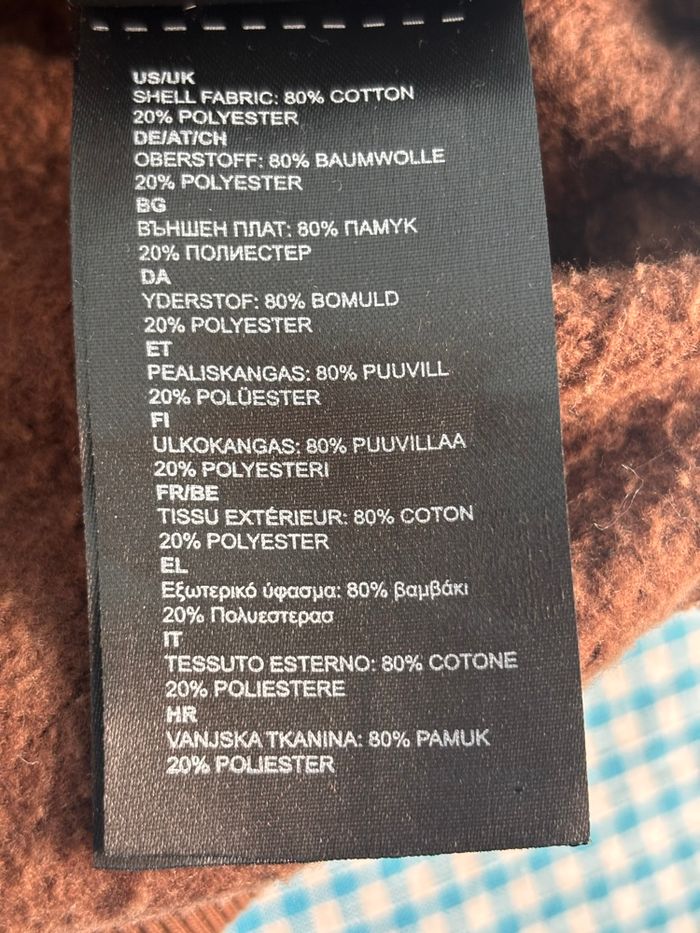 US/UK
SHELL FABRIC: 80% COTTON
20% POLYESTER
DE/AT/CH
OBERSTOFF: 80% BAUMWOLLE
20% POLYESTER
BG
ВЪНШЕН ПЛАТ: 80% ПАМУК
20% ПОЛИЕСТЕР
DA
YDERSTOF: 80% BOMULD
20% POLYESTER
ET
PEALISKANGAS: 80% PUUVILL
20% POLÜESTER
FI
ULKOKANGAS: 80% PUUVILLAA
20% POLYESTERI
FR/BE
TISSU EXTÉRIEUR: 80% COTON
20% POLYESTER
EL
Εξωτερικό ύφασμα: 80% βαμβάκι
20% Πολυεστερασ
IT
TESSUTO ESTERNO: 80% COTONE
20% POLIESTERE
HR
VANJSKA TKANINA: 80% PAMUK
20% POLIESTER